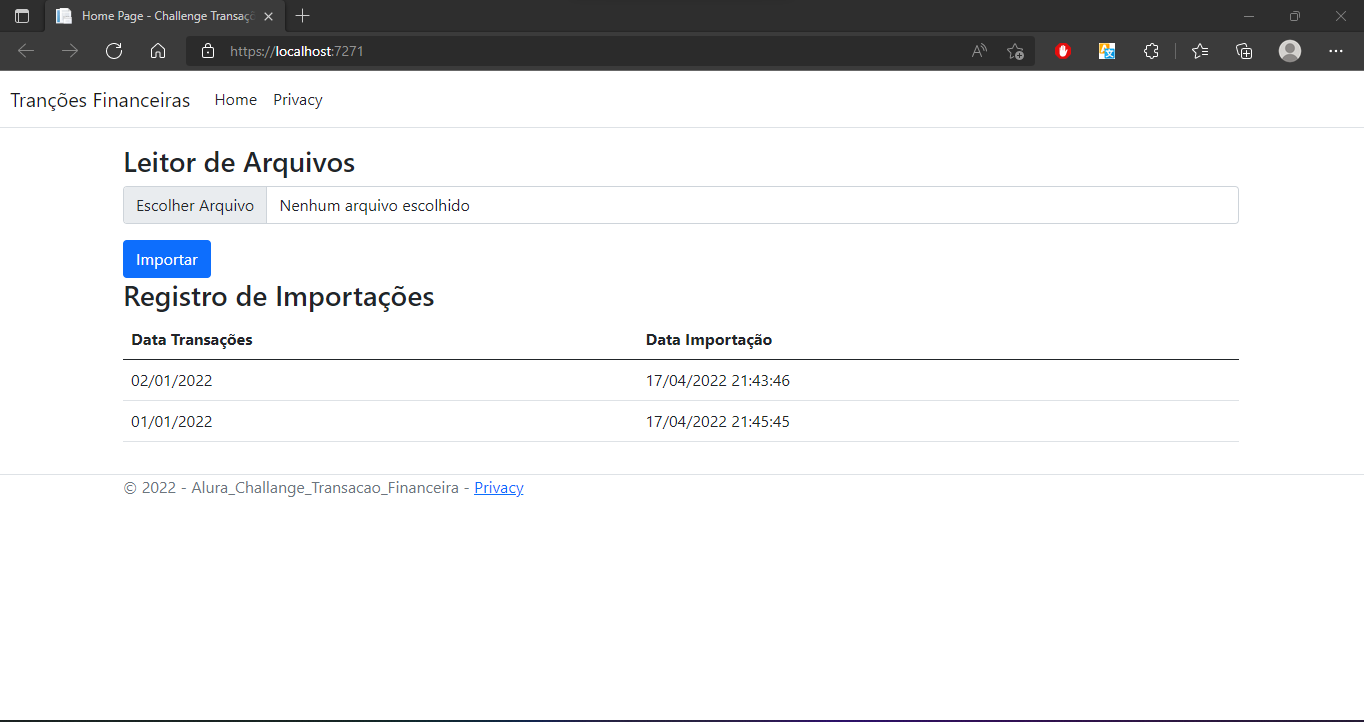 Home Page - Challenge Transaç
https://localhost:7271
Tranções Financeiras Home Privacy
Leitor de Arquivos
Escolher Arquivo Nenhum arquivo escolhido
Importar
Registro de Importações
Data Transações Data Importação
02/01/2022 17/04/2022 21:43:46
01/01/2022 17/04/2022 21:45:45
© 2022 - Alura_Challange_Transacao_Financeira - Privacy